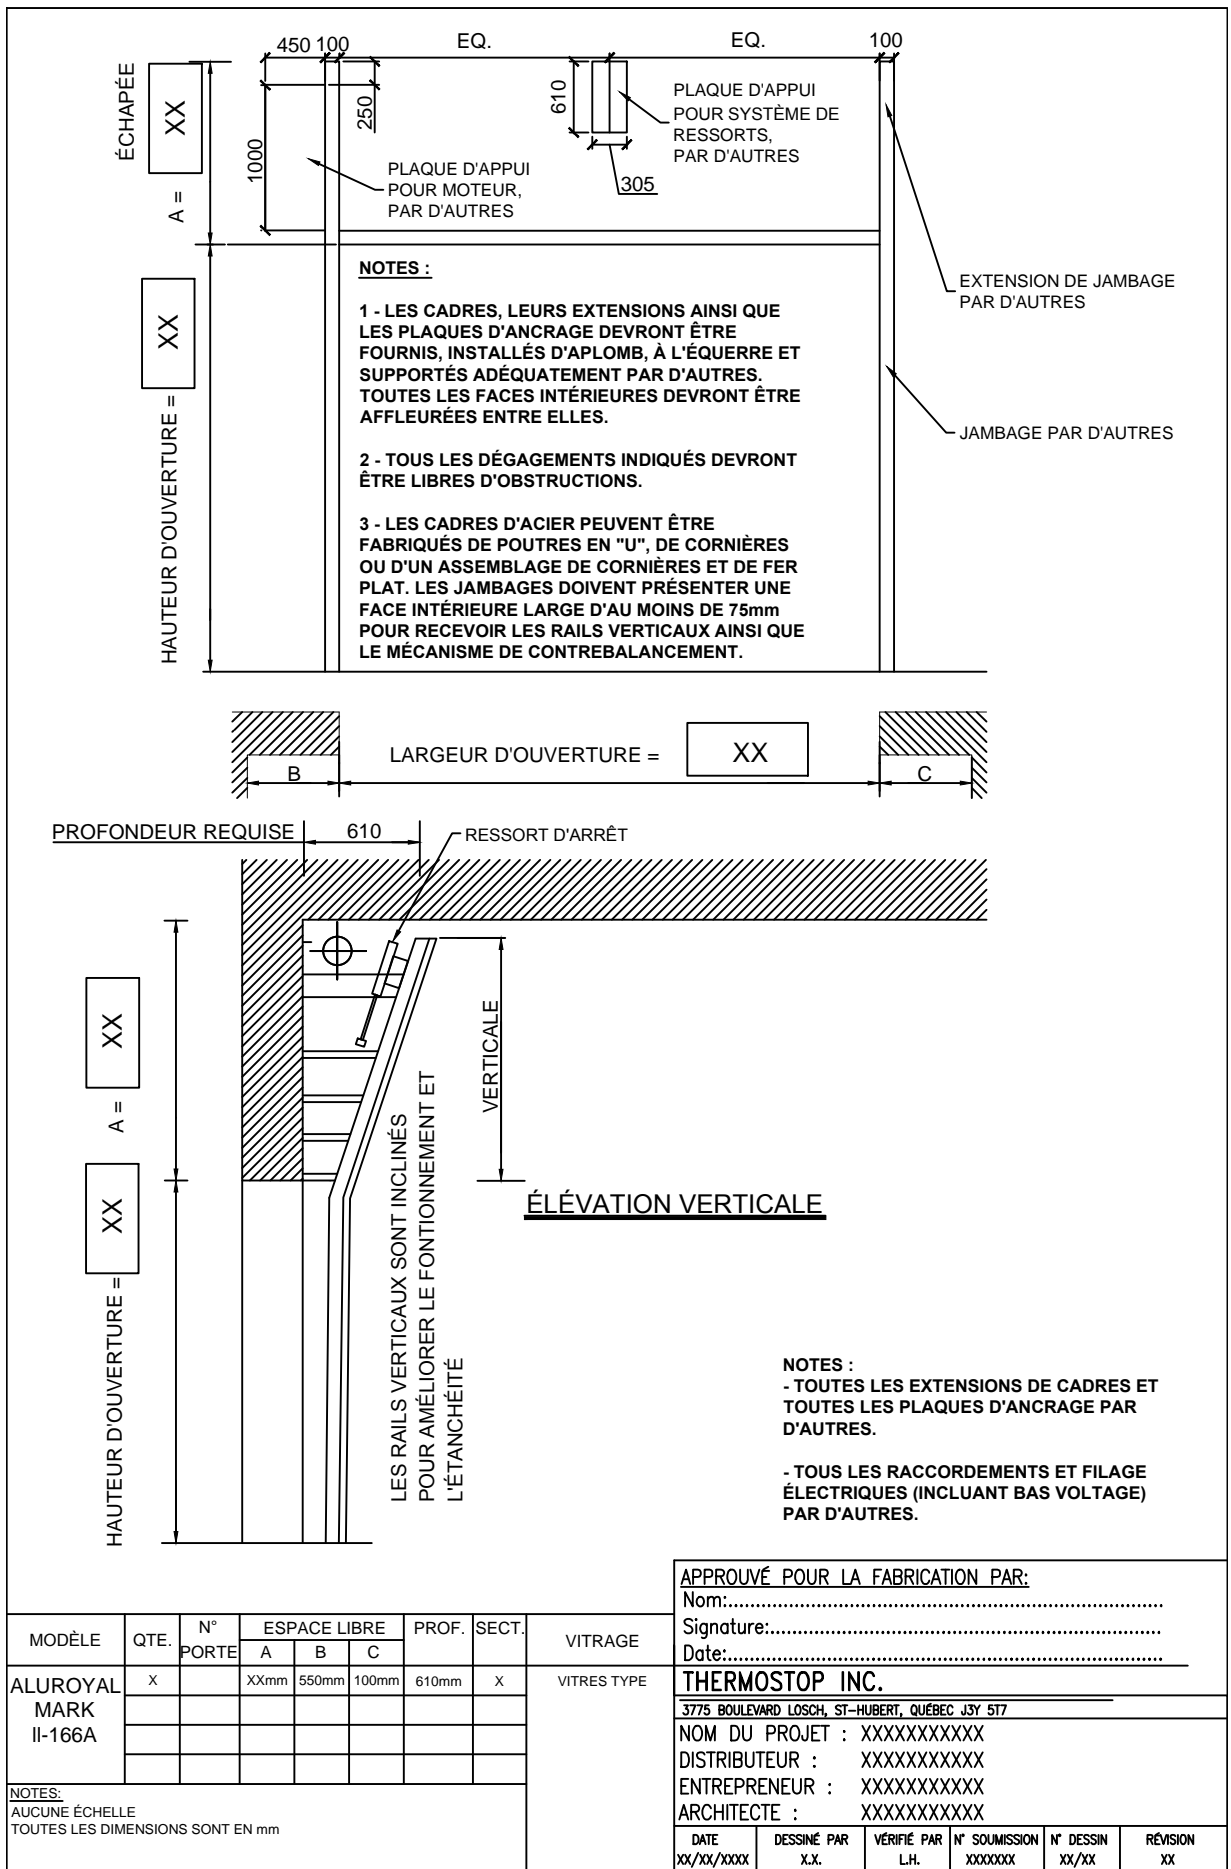 450 100 EQ. EQ. 100
ÉCHAPÉE
XX
A =
1000
250
610
305
PLAQUE D'APPUI
POUR SYSTÈME DE
RESSORTS,
PAR D'AUTRES
PLAQUE D'APPUI
POUR MOTEUR,
PAR D'AUTRES
EXTENSION DE JAMBAGE
PAR D'AUTRES
JAMBAGE PAR D'AUTRES
XX
HAUTEUR D'OUVERTURE =
NOTES :
1 - LES CADRES, LEURS EXTENSIONS AINSI QUE
LES PLAQUES D'ANCRAGE DEVRONT ÊTRE
FOURNIS, INSTALLÉS D'APLOMB, À L'ÉQUERRE ET
SUPPORTÉS ADÉQUATEMENT PAR D'AUTRES.
TOUTES LES FACES INTÉRIEURES DEVRONT ÊTRE
AFFLEURÉES ENTRE ELLES.
2 - TOUS LES DÉGAGEMENTS INDIQUÉS DEVRONT
ÊTRE LIBRES D'OBSTRUCTIONS.
3 - LES CADRES D'ACIER PEUVENT ÊTRE
FABRIQUÉS DE POUTRES EN "U", DE CORNIÈRES
OU D'UN ASSEMBLAGE DE CORNIÈRES ET DE FER
PLAT. LES JAMBAGES DOIVENT PRÉSENTER UNE
FACE INTÉRIEURE LARGE D'AU MOINS DE 75mm
POUR RECEVOIR LES RAILS VERTICAUX AINSI QUE
LE MÉCANISME DE CONTREBALANCEMENT.
LARGEUR D'OUVERTURE = XX
B
C
PROFONDEUR REQUISE 610
RESSORT D'ARRÊT
XX
A =
XX
HAUTEUR D'OUVERTURE =
VERTICALE
LES RAILS VERTICAUX SONT INCLINÉS
POUR AMÉLIORER LE FONTIONNEMENT ET
L'ÉTANCHÉITÉ
ÉLÉVATION VERTICALE
NOTES :
- TOUTES LES EXTENSIONS DE CADRES ET
TOUTES LES PLAQUES D'ANCRAGE PAR
D'AUTRES.
- TOUS LES RACCORDEMENTS ET FILAGE
ÉLECTRIQUES (INCLUANT BAS VOLTAGE)
PAR D'AUTRES.
MODÈLE QTE. N° PORTE ESPACE LIBRE PROF. SECT. VITRAGE
A B C
ALUROYAL
MARK
II-166A
X XXmm 550mm 100mm 610mm X VITRES TYPE
NOTES:
AUCUNE ÉCHELLE
TOUTES LES DIMENSIONS SONT EN mm
APPROUVÉ POUR LA FABRICATION PAR:
Nom:
Signature:
Date:
THERMOSTOP INC.
3775 BOULEVARD LOSCH, ST-HUBERT, QUÉBEC J3Y 5T7
NOM DU PROJET : XXXXXXXXXXX
DISTRIBUTEUR : XXXXXXXXXXX
ENTREPRENEUR : XXXXXXXXXXX
ARCHITECTE : XXXXXXXXXXX
DATE DESSINÉ PAR VÉRIFIÉ PAR N° SOUMISSION N° DESSIN RÉVISION
XX/XX/XXXX X.X. L.H. XXXXXXX XX/XX XX